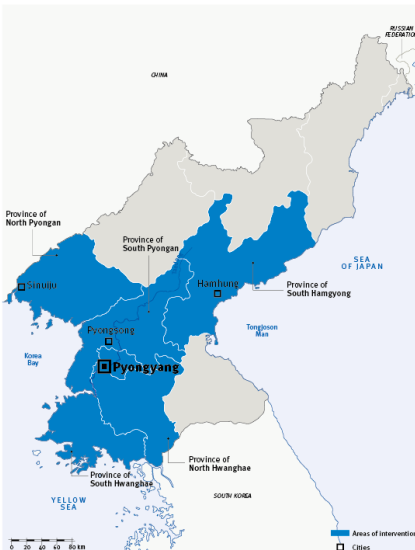 RUSSIAN
FEDERATION
CHINA
Province of
North Pyongan
Province of
South Pyongan
Sinuiju
Hamhung
SEA
OF JAPAN
Province of
South Hamgyong
Pyongsong
Tongjoson
Man
Korea
Bay
Pyongyang
Province of
North Hwanghae
Province of
South Hwanghae
YELLOW
SEA
SOUTH KOREA
0 20 40 60 80 km
Areas of intervention
Cities